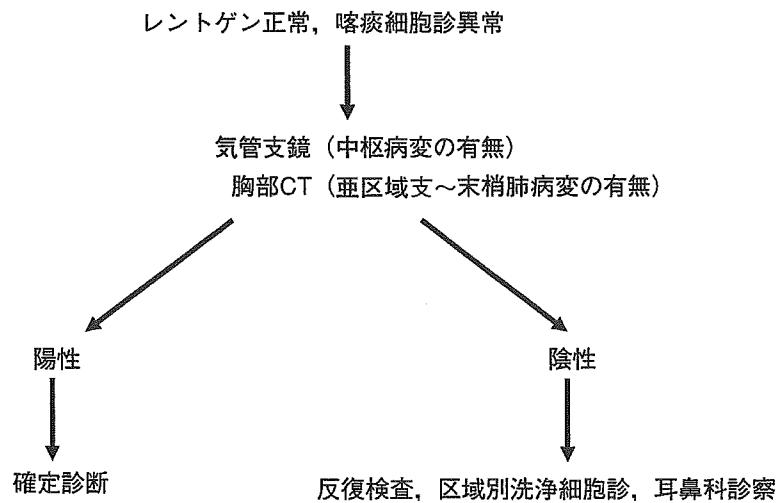 レントゲン正常，喀痰細胞診異常
気管支鏡（中枢病変の有無）
胸部CT（亜区域支～末梢肺病変の有無）
陽性
陰性
確定診断
反復検査，区域別洗浄細胞診，耳鼻科診察